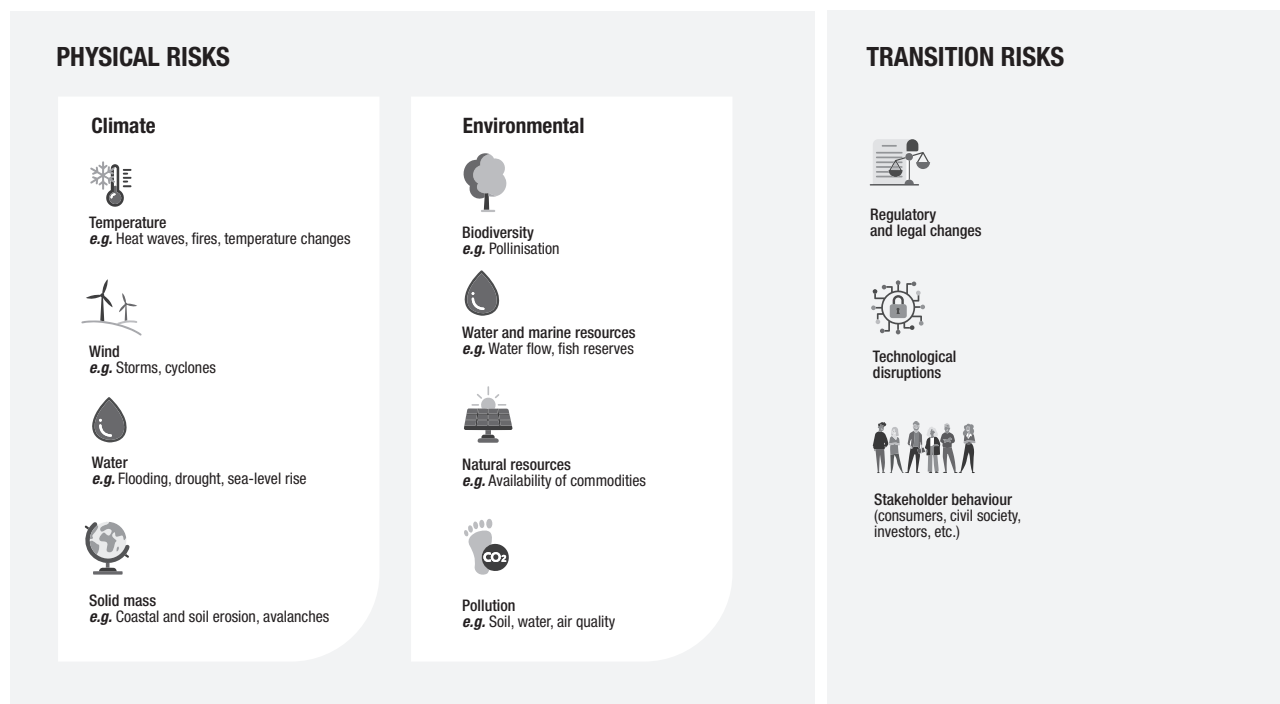 PHYSICAL RISKS
Climate
Temperature
e.g. Heat waves, fires, temperature changes
Wind
e.g. Storms, cyclones
Water
e.g. Flooding, drought, sea-level rise
Solid mass
e.g. Coastal and soil erosion, avalanches
Environmental
Biodiversity
e.g. Pollinisation
Water and marine resources
e.g. Water flow, fish reserves
Natural resources
e.g. Availability of commodities
CO2
Pollution
e.g. Soil, water, air quality
TRANSITION RISKS
Regulatory
and legal changes
Technological
disruptions
Stakeholder behaviour
(consumers, civil society,
investors, etc.)